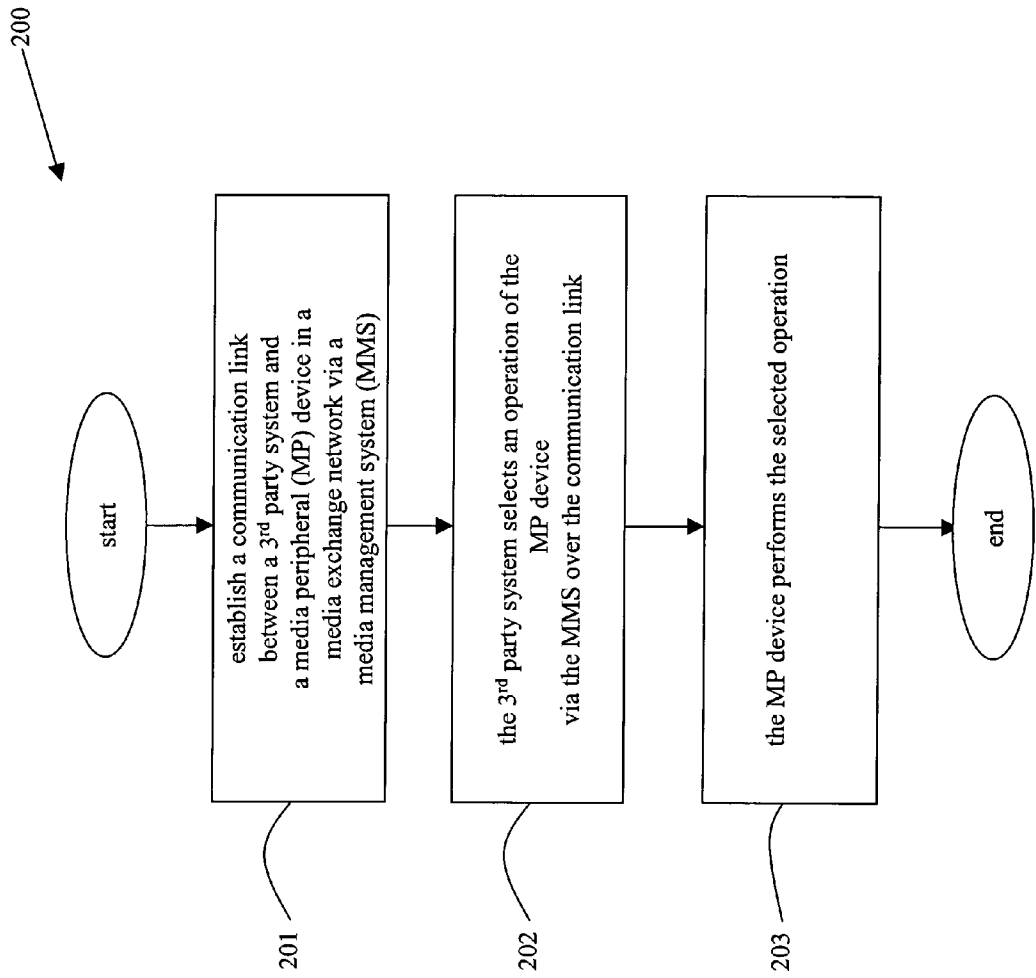 200
start
establish a communication link
between a 3rd party system and
a media peripheral (MP) device in a
media exchange network via a
media management system (MMS)
201
the 3rd party system selects an operation of the
MP device
via the MMS over the communication link
202
the MP device performs the selected operation
203
end